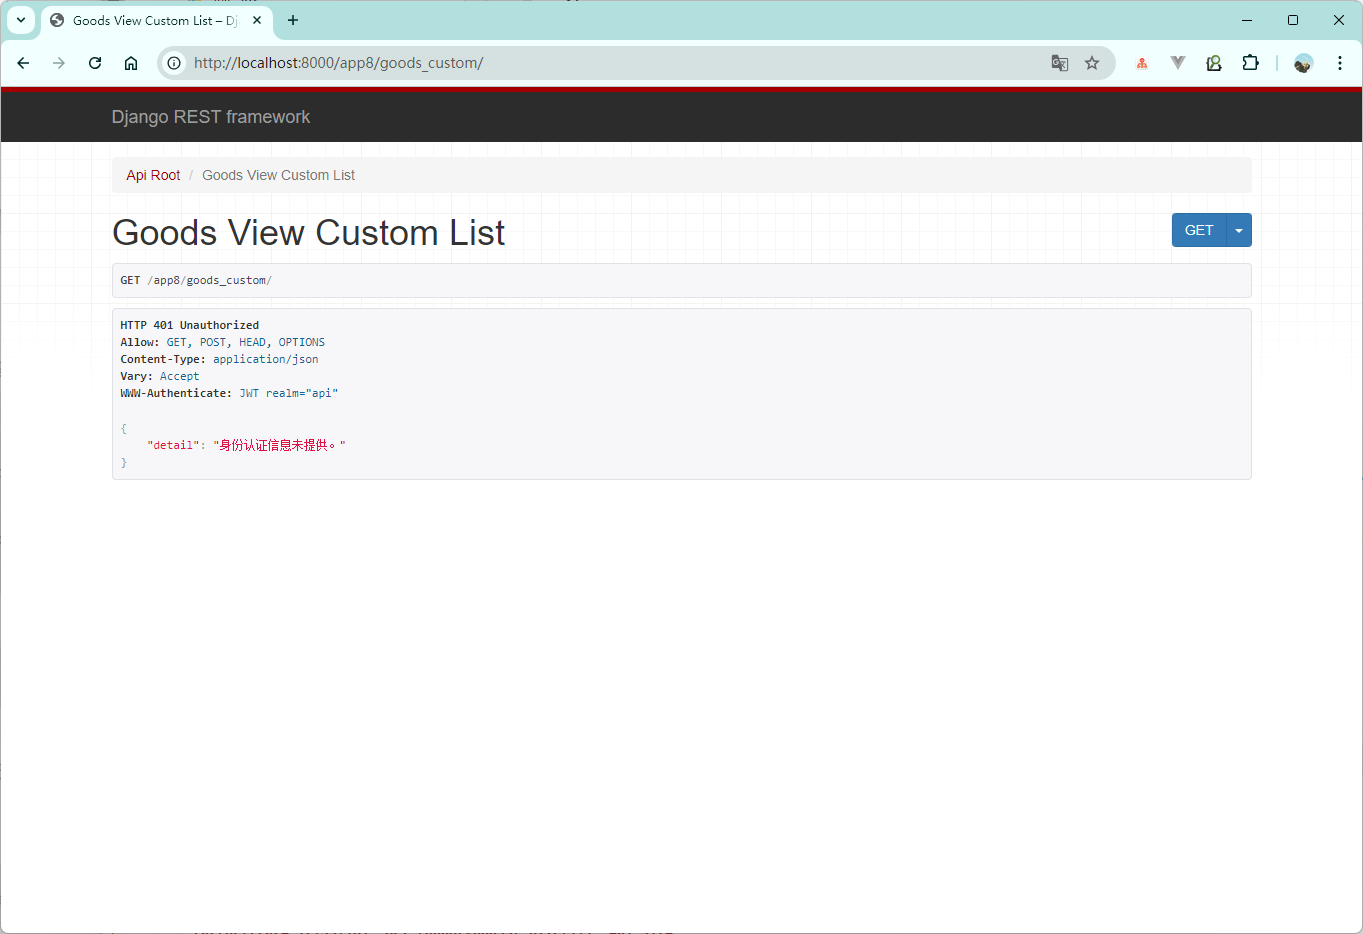 Goods View Custom List – Dj
http://localhost:8000/app8/goods_custom/
Django REST framework
Api Root / Goods View Custom List
Goods View Custom List
GET
GET /app8/goods_custom/
HTTP 401 Unauthorized
Allow: GET, POST, HEAD, OPTIONS
Content-Type: application/json
Vary: Accept
WWW-Authenticate: JWT realm="api"
{
"detail": "身份认证信息未提供。"
}